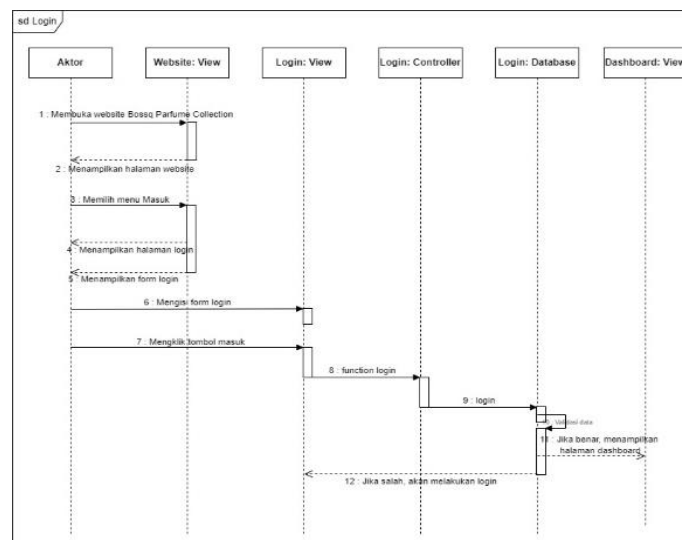 sd Login
Aktor
Website: View
Login: View
Login: Controller
Login: Database
Dashboard: View
1 : Membuka website Bossq Parfume Collection
2 : Menampilkan halaman website
3 : Memilih menu Masuk
4 : Menampilkan halaman login
5 : Menampilkan form login
6 : Mengisi form login
7 : Mengklik tombol masuk
8 : function login
9 : login
10 : Validasi data
11 : Jika benar, menampilkan
halaman dashboard
12 : Jika salah, akan melakukan login